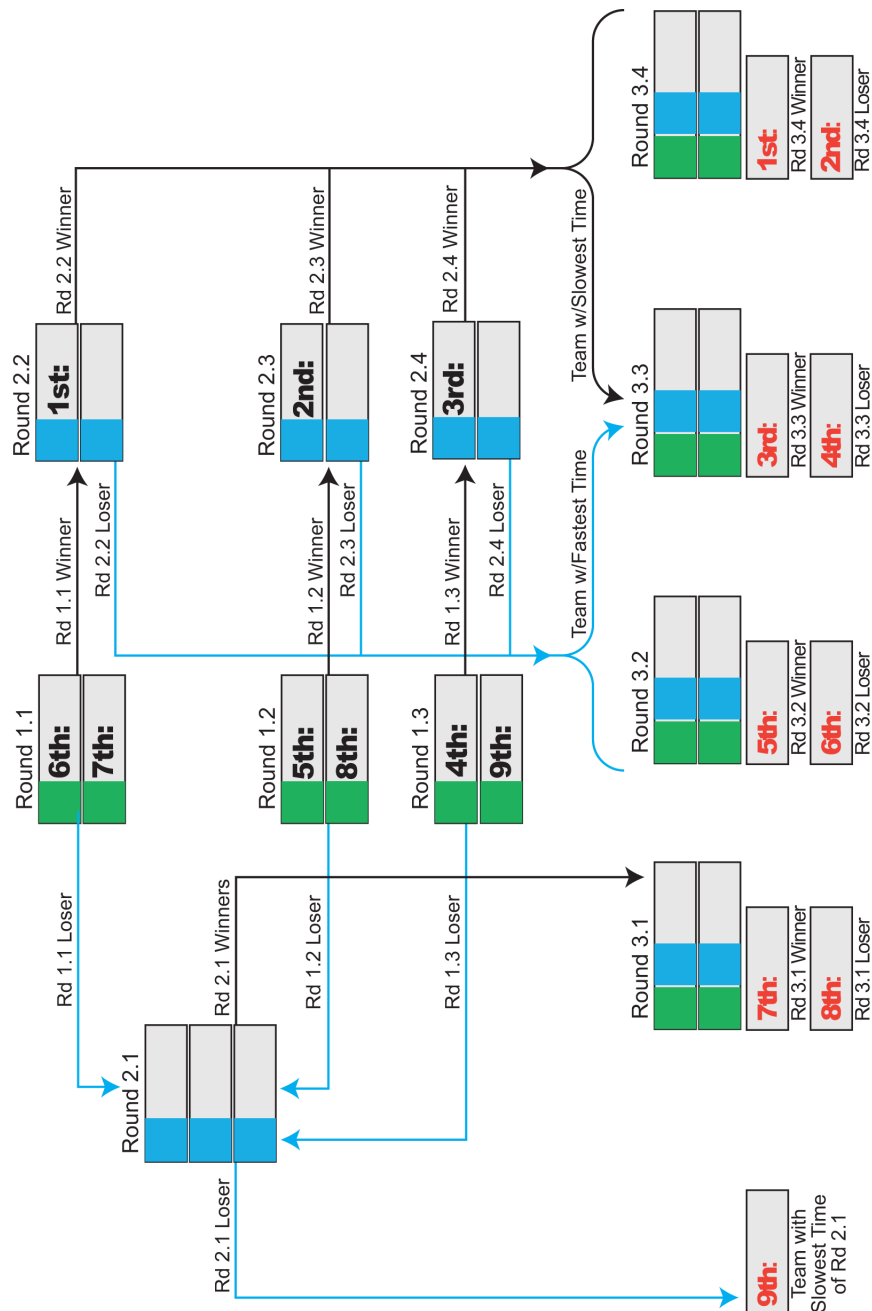 Round 1.1
Round 2.2
Rd 1.1 Loser
6th:
Rd 1.1 Winner
1st:
Rd 2.2 Winner
7th:
Rd 2.2 Loser
Round 2.1
Rd 2.1 Loser
Rd 2.1 Winners
Round 1.2
Round 2.3
Rd 1.2 Loser
5th:
Rd 1.2 Winner
2nd:
Rd 2.3 Winner
8th:
Rd 2.3 Loser
Round 1.3
Round 2.4
Rd 1.3 Loser
4th:
Rd 1.3 Winner
3rd:
Rd 2.4 Winner
9th:
Rd 2.4 Loser
Team w/Fastest Time
Team w/Slowest Time
9th:
Team with
Slowest Time
of Rd 2.1
Round 3.1
7th:
Rd 3.1 Winner
8th:
Rd 3.1 Loser
Round 3.2
5th:
Rd 3.2 Winner
6th:
Rd 3.2 Loser
Round 3.3
3rd:
Rd 3.3 Winner
4th:
Rd 3.3 Loser
Round 3.4
1st:
Rd 3.4 Winner
2nd:
Rd 3.4 Loser